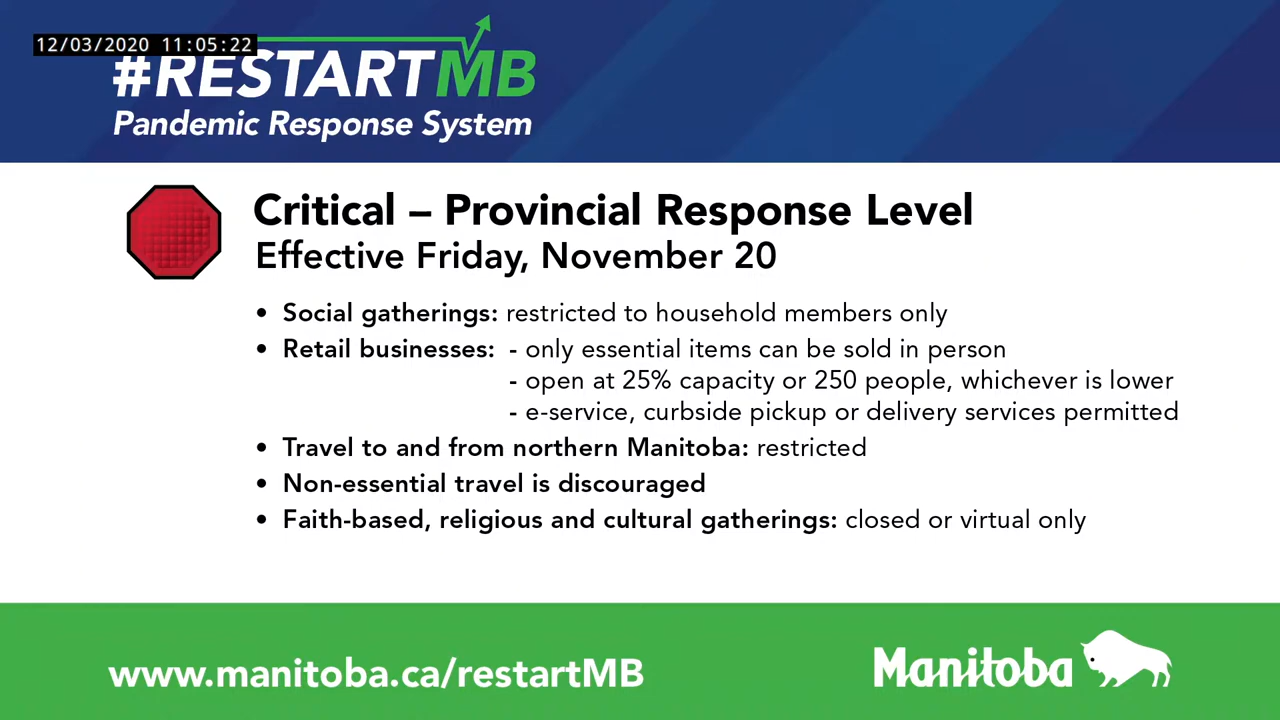 12/03/2020 11:05:22
#RESTARTMB
Pandemic Response System
Critical – Provincial Response Level
Effective Friday, November 20
• Social gatherings: restricted to household members only
• Retail businesses: - only essential items can be sold in person
- open at 25% capacity or 250 people, whichever is lower
- e-service, curbside pickup or delivery services permitted
• Travel to and from northern Manitoba: restricted
• Non-essential travel is discouraged
• Faith-based, religious and cultural gatherings: closed or virtual only
www.manitoba.ca/restartMB
Manitoba